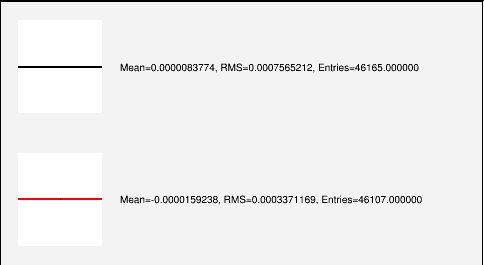 Mean=0.0000083774, RMS=0.0007565212, Entries=46165.000000
Mean=-0.0000159238, RMS=0.0003371169, Entries=46107.000000